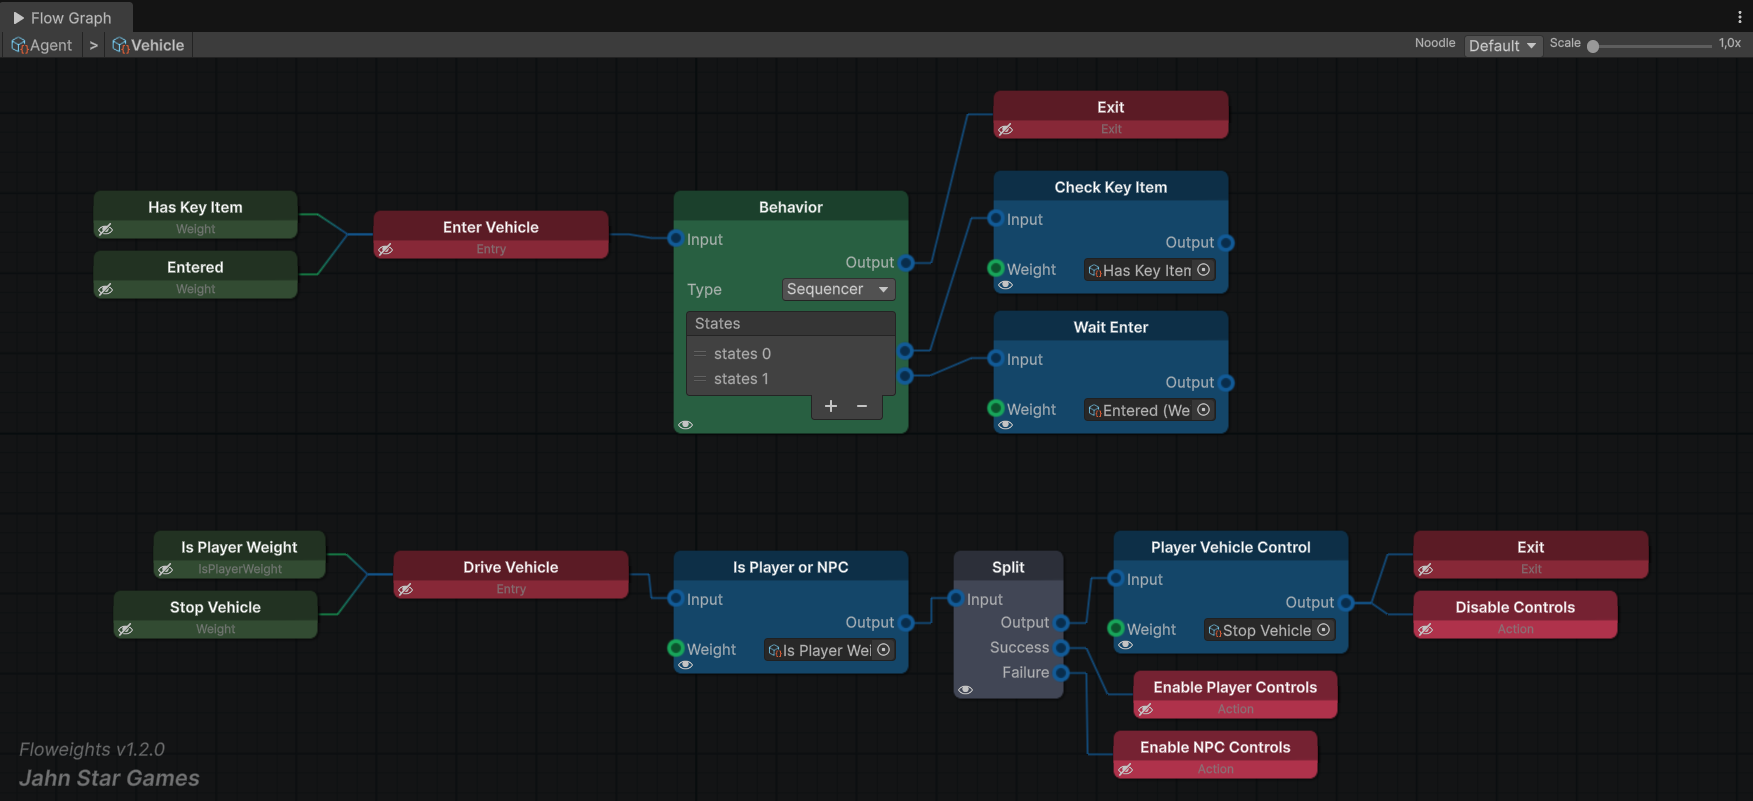 Flow Graph
Agent > Vehicle
Noodle Default Scale 1,0x
Exit
Exit
Has Key Item
Weight
Entered
Weight
Enter Vehicle
Entry
Behavior
Input
Output
Type Sequencer
States
states 0
states 1
+ −
Check Key Item
Input
Output
Weight Has Key Iten
Wait Enter
Input
Output
Weight Entered (We
Is Player Weight
IsPlayerWeight
Stop Vehicle
Weight
Drive Vehicle
Entry
Is Player or NPC
Input
Output
Weight Is Player Wei
Split
Input
Output
Success
Failure
Player Vehicle Control
Input
Output
Weight Stop Vehicle
Exit
Exit
Disable Controls
Action
Enable Player Controls
Action
Enable NPC Controls
Action
Floweights v1.2.0
Jahn Star Games